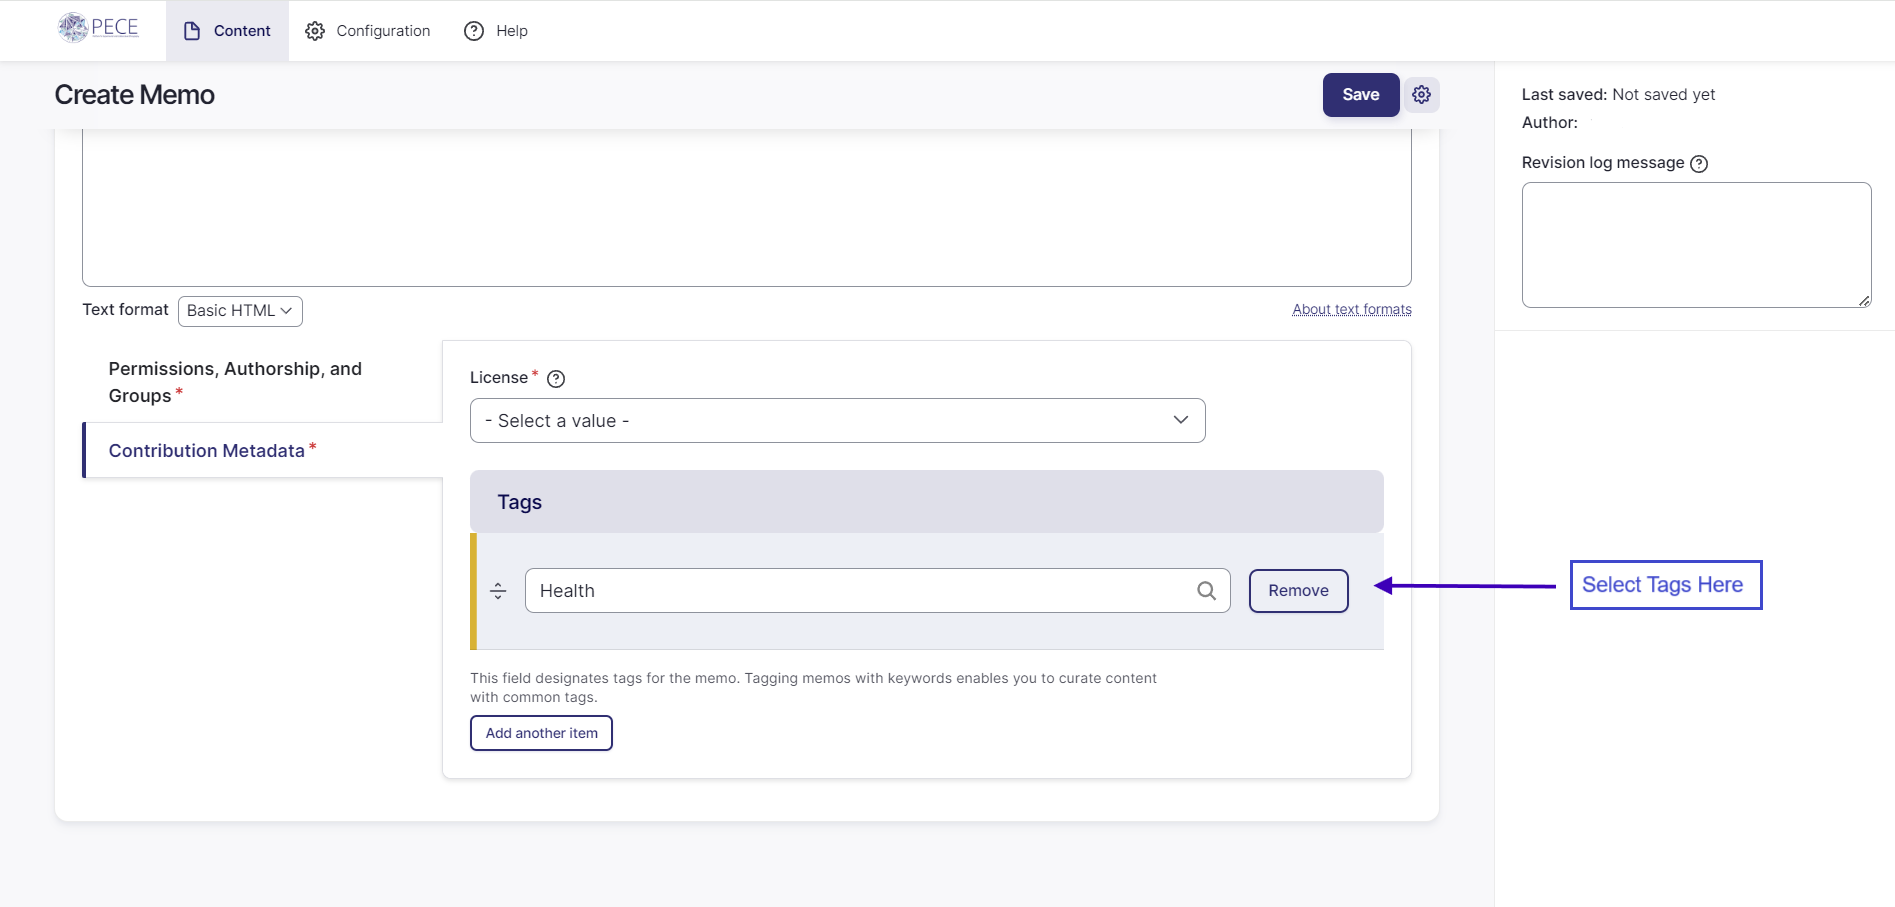 PECE
Content
Configuration
Help
Create Memo
Save
Last saved: Not saved yet
Author:
Revision log message
Text format
Basic HTML
About text formats
Permissions, Authorship, and
Groups *
Contribution Metadata *
License *
- Select a value -
Tags
Health
Remove
Select Tags Here
This field designates tags for the memo. Tagging memos with keywords enables you to curate content
with common tags.
Add another item